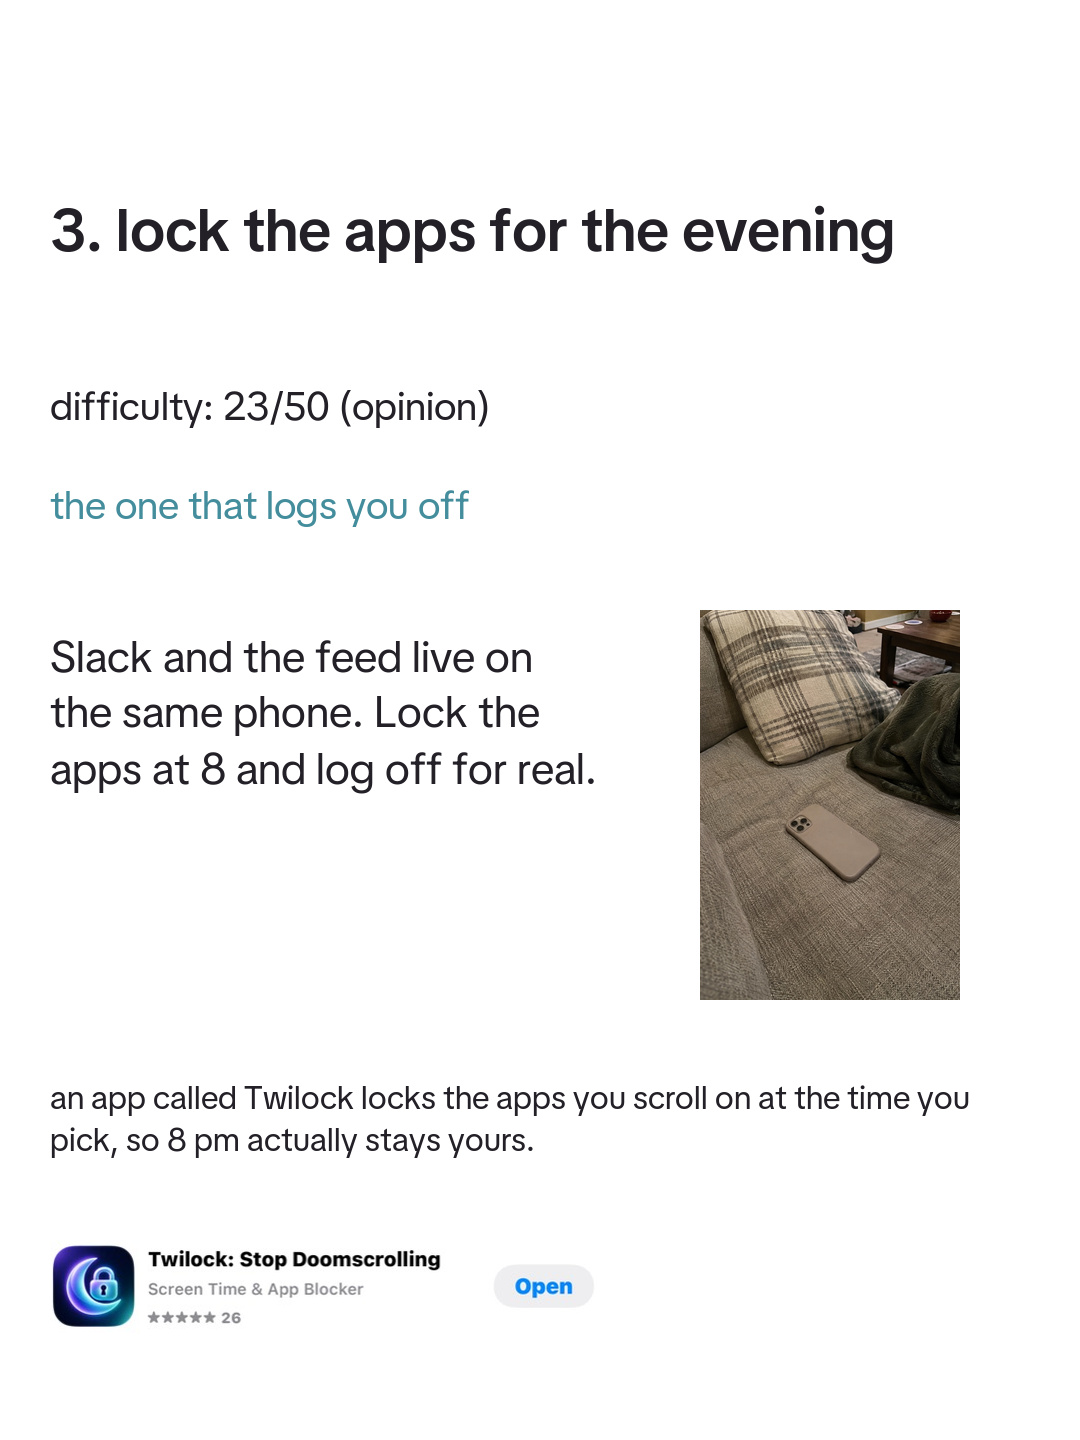 3. lock the apps for the evening
difficulty: 23/50 (opinion)
the one that logs you off
Slack and the feed live on
the same phone. Lock the
apps at 8 and log off for real.
an app called Twilock locks the apps you scroll on at the time you
pick, so 8 pm actually stays yours.
Twilock: Stop Doomscrolling
Screen Time & App Blocker
★★★★★ 26
Open